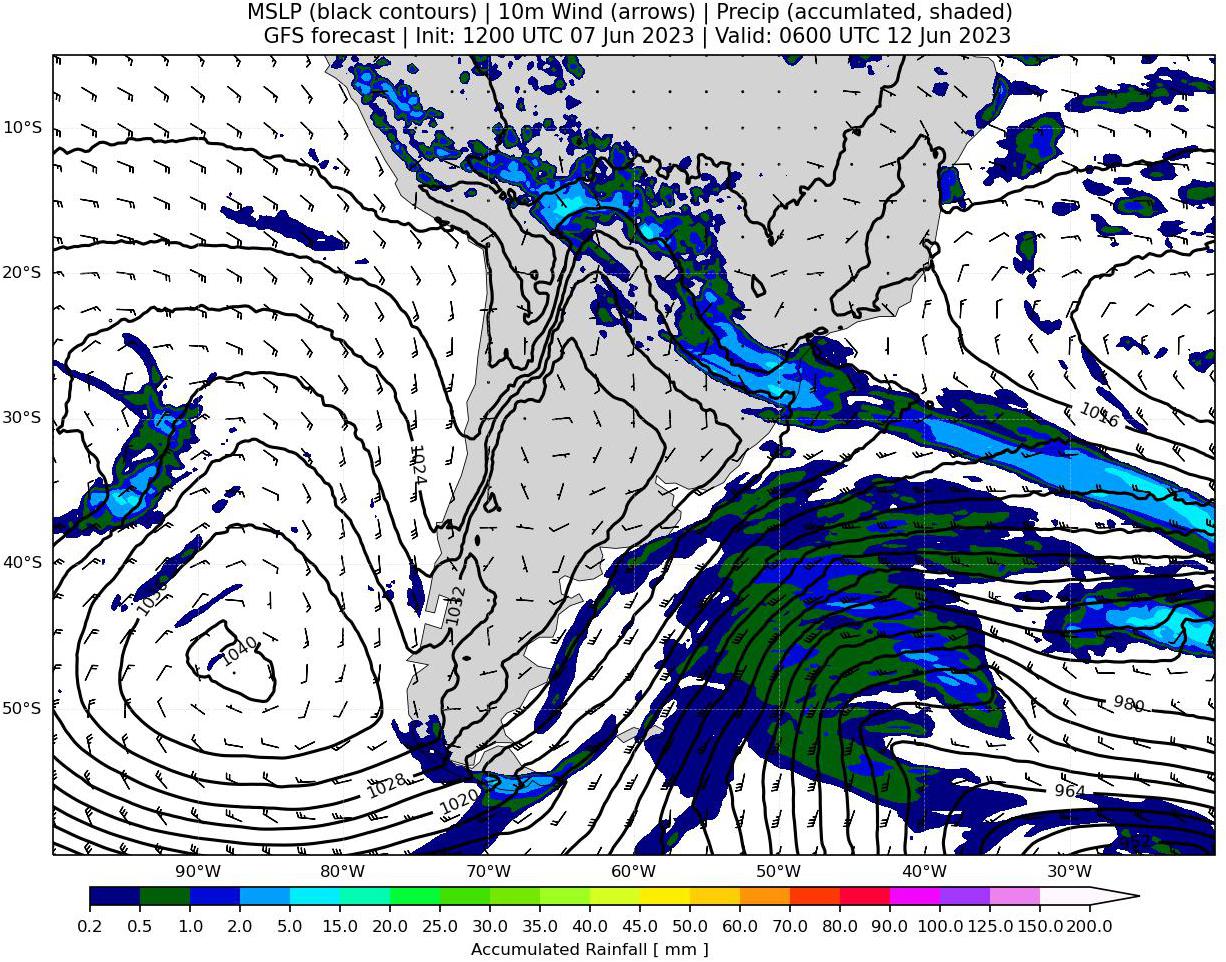 MSLP (black contours) | 10m Wind (arrows) | Precip (accumlated, shaded)
GFS forecast | Init: 1200 UTC 07 Jun 2023 | Valid: 0600 UTC 12 Jun 2023
10°S
20°S
1016
30°S
1024
40°S
1036
1032
1040
50°S
980
1028
964
1020
952
90°W 80°W 70°W 60°W 50°W 40°W 30°W
0.2 0.5 1.0 2.0 5.0 10.0 15.0 20.0 25.0 30.0 35.0 40.0 45.0 50.0 60.0 70.0 80.0 90.0 100.0 125.0 150.0 200.0
Accumulated Rainfall [ mm ]